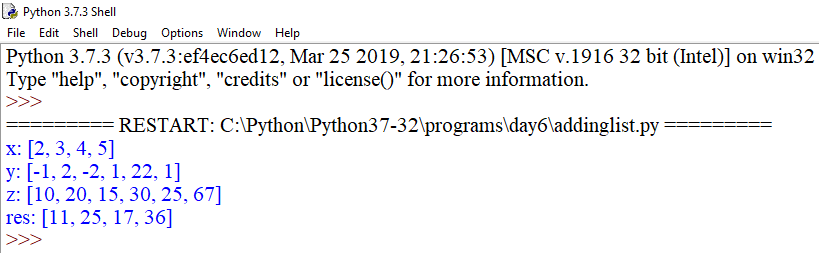 Python 3.7.3 Shell
File Edit Shell Debug Options Window Help
Python 3.7.3 (v3.7.3:ef4ec6ed12, Mar 25 2019, 21:26:53) [MSC v.1916 32 bit (Intel)] on win32
Type "help", "copyright", "credits" or "license()" for more information.
>>>
========= RESTART: C:\Python\Python37-32\programs\day6\addinglist.py =========
x: [2, 3, 4, 5]
y: [-1, 2, -2, 1, 22, 1]
z: [10, 20, 15, 30, 25, 67]
res: [11, 25, 17, 36]
>>>